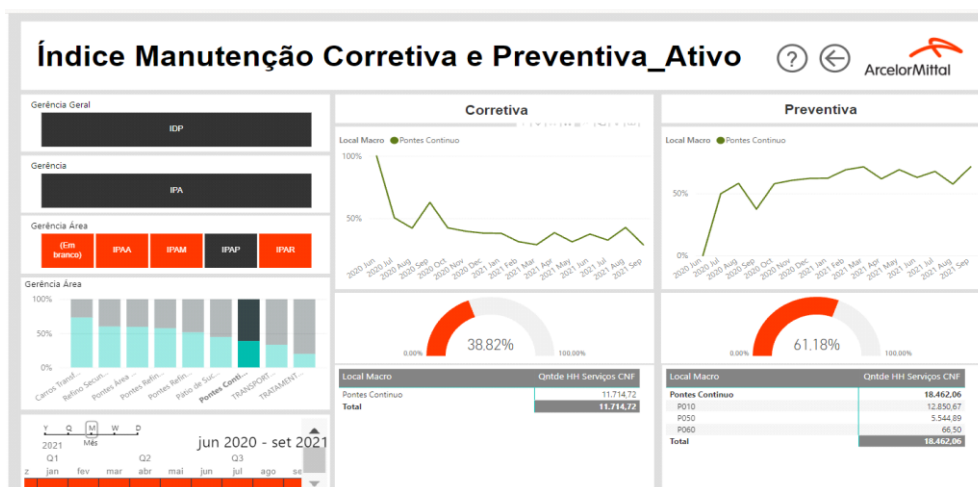 Índice Manutenção Corretiva e Preventiva_Ativo
?
ArcelorMittal
Gerência Geral
IDP
Gerência
IPA
Gerência Área
(Em branco) IPAA IPAM IPAP IPAR
Gerência Área
100%
50%
0%
Carros Transf... Refino Secun... Pontes Área ... Pontes Refin... Pontes Refin... Pátio de Suc... Pontes Conti... TRANSPORT... TRATAMENT...
Y Q M W D
2021 Mês
jun 2020 - set 2021
Q1 Q2 Q3
z jan fev mar abr mai jun jul ago se
Corretiva
Local Macro Pontes Continuo
100%
50%
2020 Jun 2020 Jul 2020 Aug 2020 Sep 2020 Oct 2020 Nov 2020 Dec 2021 Jan 2021 Feb 2021 Mar 2021 Apr 2021 May 2021 Jun 2021 Jul 2021 Aug 2021 Sep
38.82%
0.00% 100.00%
Local Macro Qntde HH Serviços CNF
Pontes Continuo 11.714,72
Total 11.714,72
Preventiva
Local Macro Pontes Continuo
50%
0%
2020 Jun 2020 Jul 2020 Aug 2020 Sep 2020 Oct 2020 Nov 2020 Dec 2021 Jan 2021 Feb 2021 Mar 2021 Apr 2021 May 2021 Jun 2021 Jul 2021 Aug 2021 Sep
61.18%
0.00% 100.00%
Local Macro Qntde HH Serviços CNF
Pontes Continuo 18.462,06
P010 12.850,67
P050 5.544,89
P060 66,50
Total 18.462,06